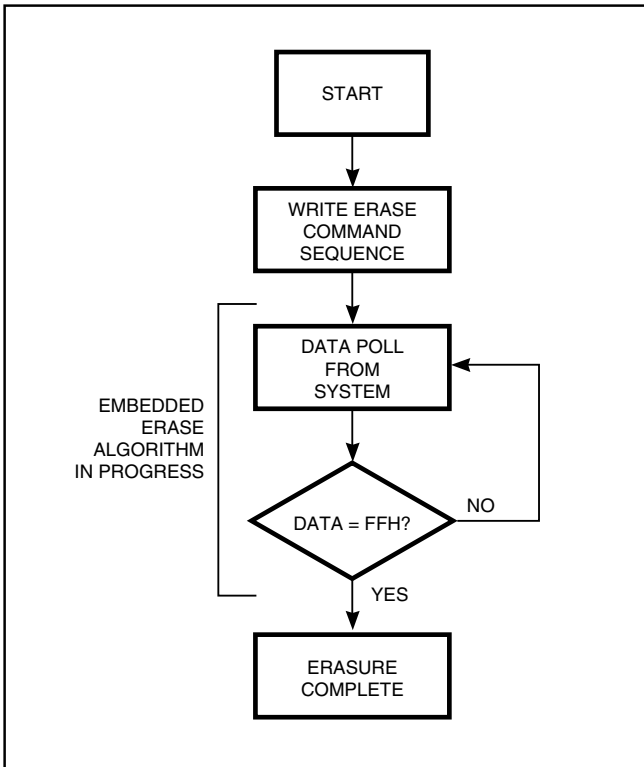 START
WRITE ERASE
COMMAND
SEQUENCE
DATA POLL
FROM
SYSTEM
EMBEDDED
ERASE
ALGORITHM
IN PROGRESS
DATA = FFH?
NO
YES
ERASURE
COMPLETE